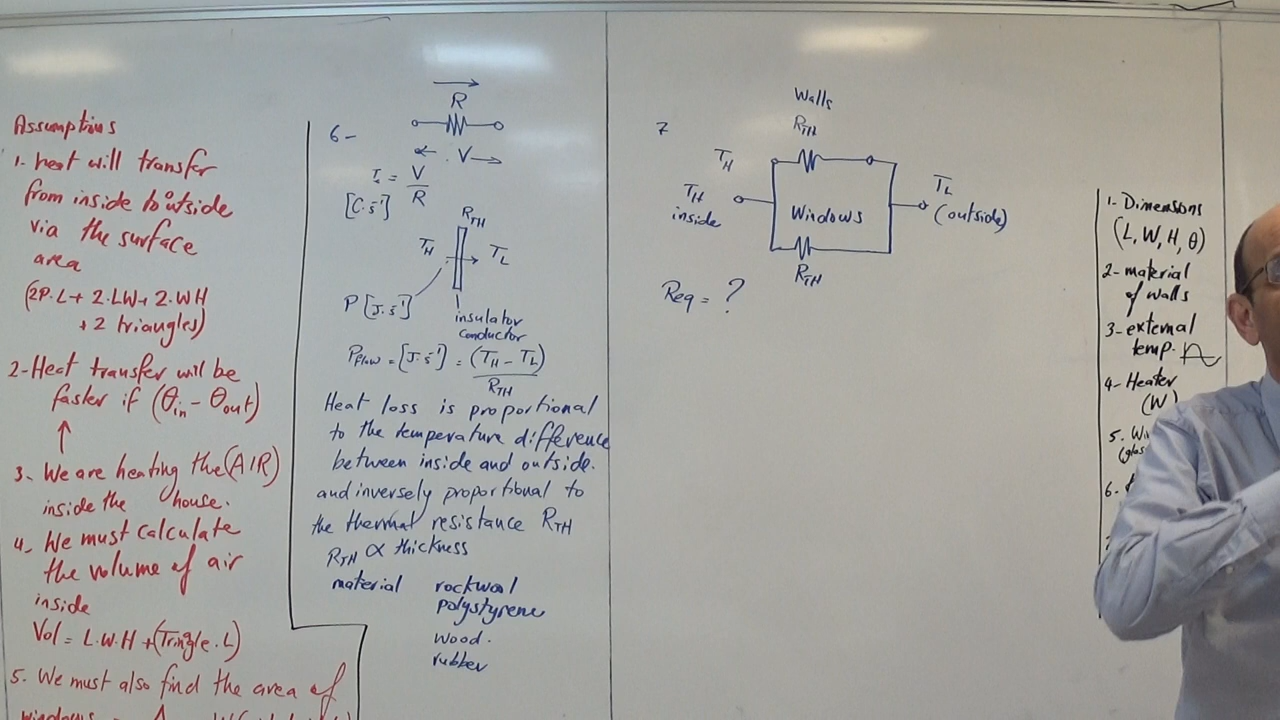 Assumptions
1- heat will transfer
from inside to outside
via the surface
area
(2P.L + 2.LW + 2.WH
+ 2 triangles)
2- Heat transfer will be
faster if (θin - θout)
3- We are heating the (AIR)
inside the house.
4- We must calculate
the volume of air
inside
Vol = L.W.H + (Tringle.L)
5. We must also find the area of
windows
6-
R
V
I = V/R
[C.s⁻¹]
RTH
TH
TL
P [J.s⁻¹]
insulator
conductor
Pflow = [J.s⁻¹] = (TH - TL)/RTH
Heat loss is proportional
to the temperature difference
between inside and outside.
and inversely proportional to
the thermal resistance RTH
RTH ∝ thickness
material rockwool
polystyrene
wood.
rubber
7
Walls
RTH
TH
TH
inside
Windows
TL
(outside)
RTH
Req = ?
1- Dimensions
(L, W, H, θ)
2- material
of walls
3- external
temp.
4- Heater
(W)
5.
6-